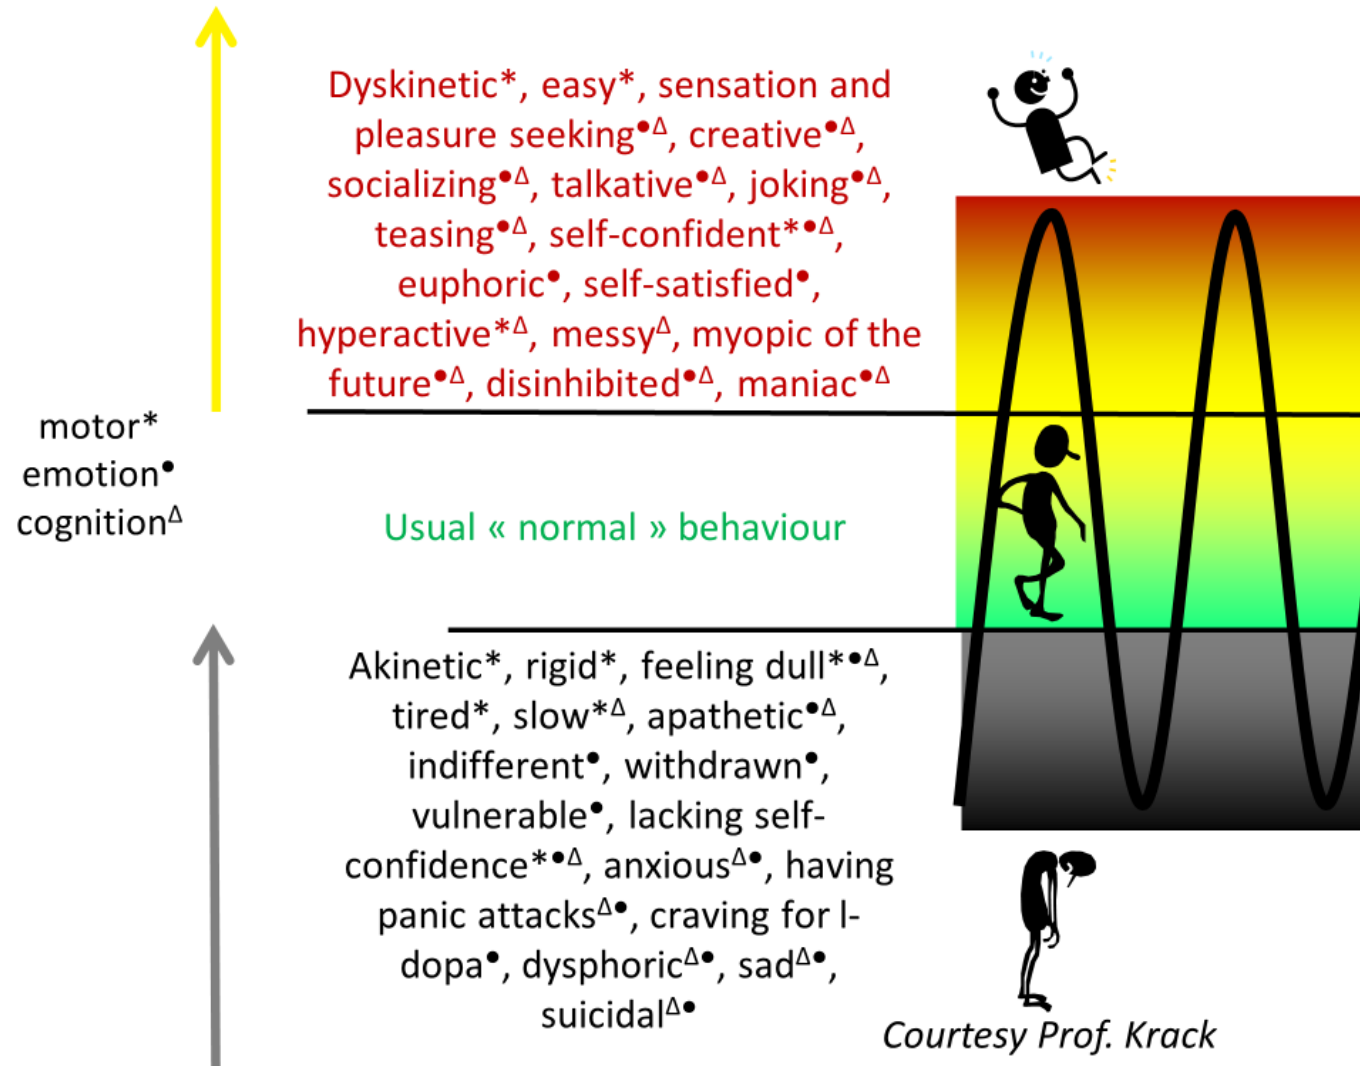 Dyskinetic*, easy*, sensation and
pleasure seeking•Δ, creative•Δ,
socializing•Δ, talkative•Δ, joking•Δ,
teasing•Δ, self-confident*•Δ,
euphoric•, self-satisfied•,
hyperactive*Δ, messyΔ, myopic of the
future•Δ, disinhibited•Δ, maniac•Δ
motor*
emotion•
cognitionΔ
Usual « normal » behaviour
Akinetic*, rigid*, feeling dull*•Δ,
tired*, slow*Δ, apathetic•Δ,
indifferent•, withdrawn•,
vulnerable•, lacking self-
confidence*•Δ, anxiousΔ•, having
panic attacksΔ•, craving for l-
dopa•, dysphoricΔ•, sadΔ•,
suicidalΔ•
Courtesy Prof. Krack